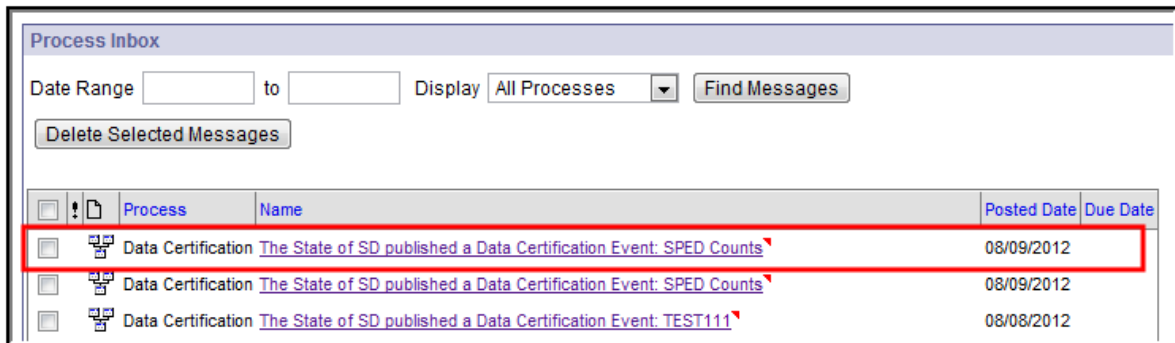 Process Inbox
Date Range to Display All Processes Find Messages
Delete Selected Messages
! Process Name Posted Date Due Date
Data Certification The State of SD published a Data Certification Event: SPED Counts 08/09/2012
Data Certification The State of SD published a Data Certification Event: SPED Counts 08/09/2012
Data Certification The State of SD published a Data Certification Event: TEST111 08/08/2012